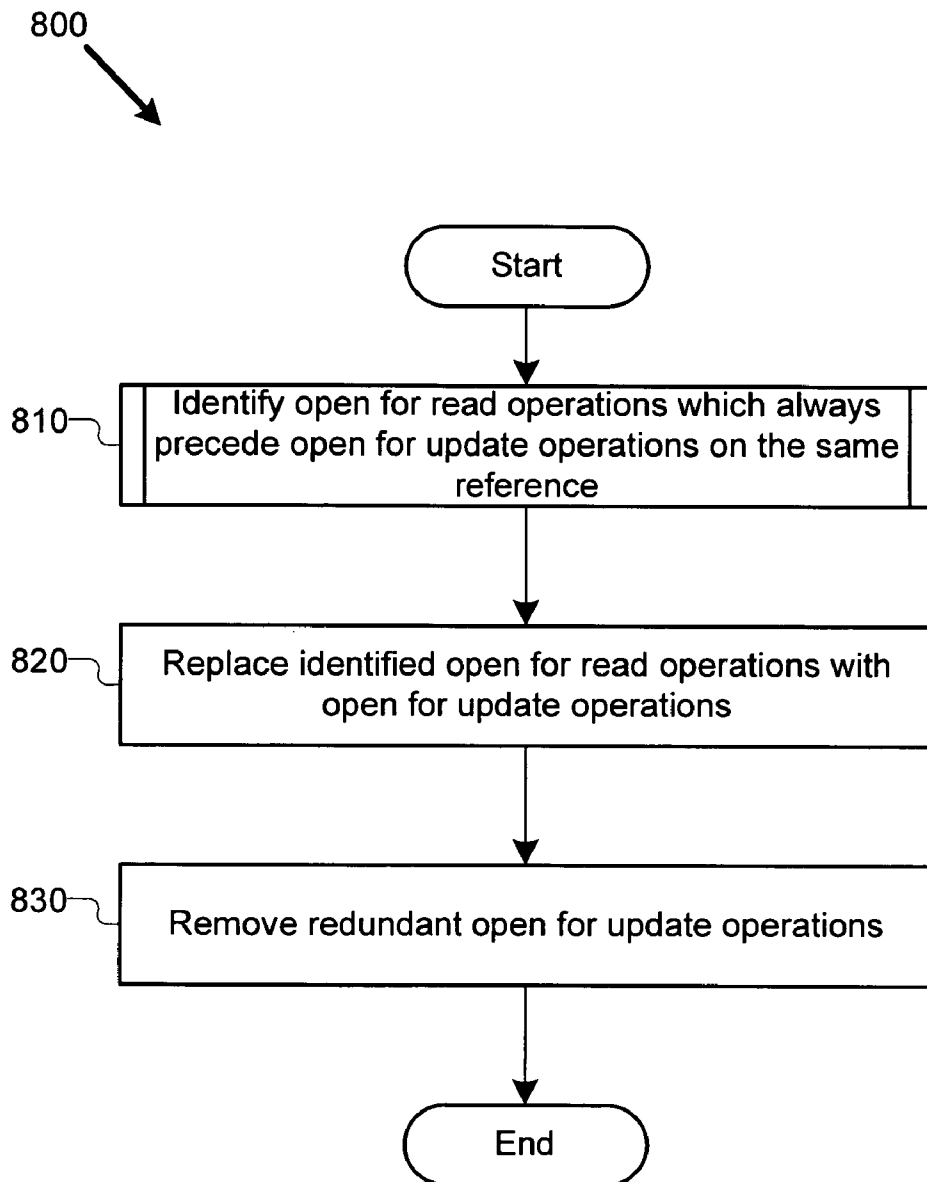 800
Start
810
Identify open for read operations which always
precede open for update operations on the same
reference
820
Replace identified open for read operations with
open for update operations
830
Remove redundant open for update operations
End